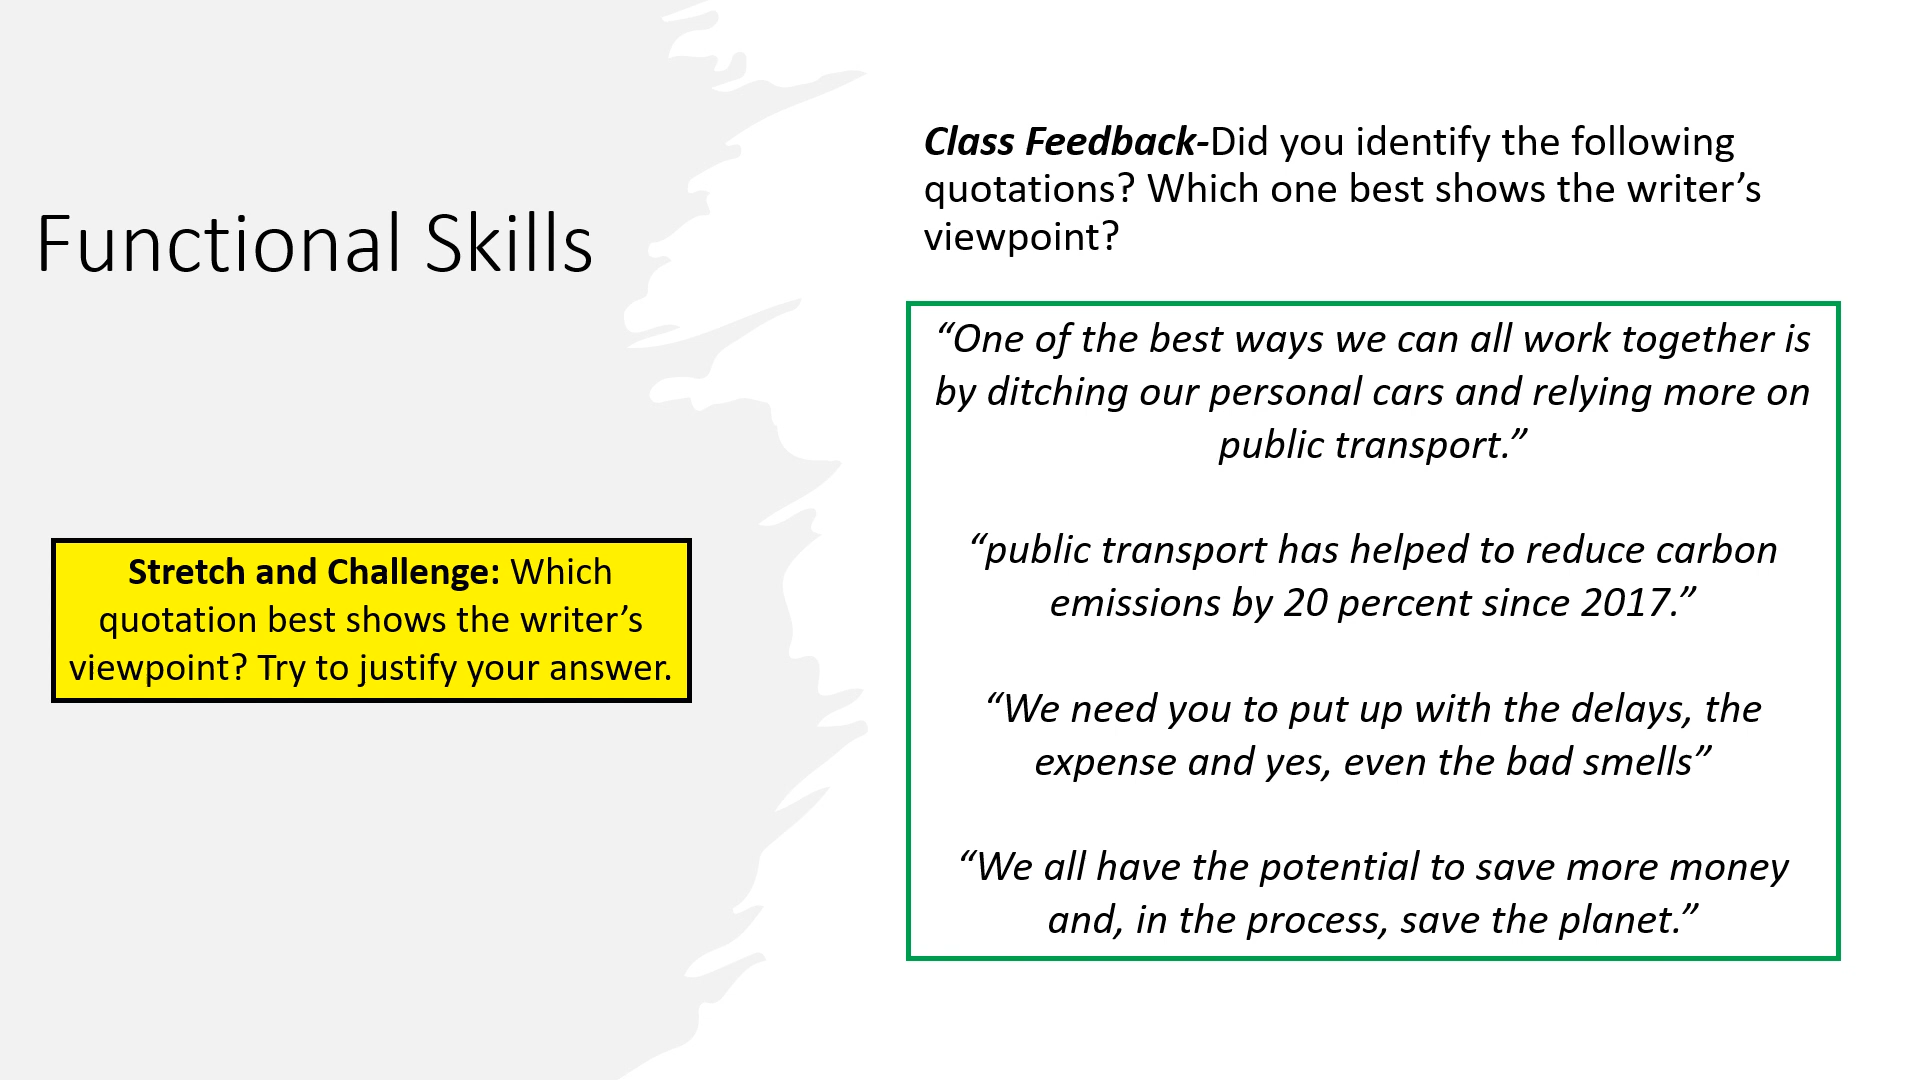 Functional Skills
Stretch and Challenge: Which
quotation best shows the writer’s
viewpoint? Try to justify your answer.
Class Feedback-Did you identify the following
quotations? Which one best shows the writer’s
viewpoint?
“One of the best ways we can all work together is
by ditching our personal cars and relying more on
public transport.”
“public transport has helped to reduce carbon
emissions by 20 percent since 2017.”
“We need you to put up with the delays, the
expense and yes, even the bad smells”
“We all have the potential to save more money
and, in the process, save the planet.”